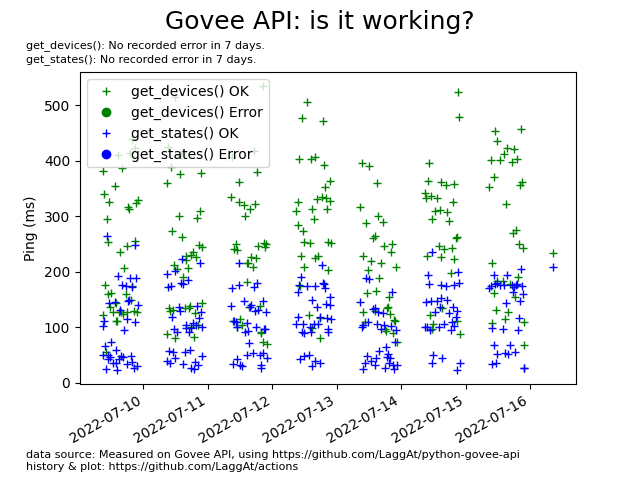 Govee API: is it working?
get_devices(): No recorded error in 7 days.
get_states(): No recorded error in 7 days.
get_devices() OK
get_devices() Error
get_states() OK
get_states() Error
Ping (ms)
500
400
300
200
100
0
2022-07-10
2022-07-11
2022-07-12
2022-07-13
2022-07-14
2022-07-15
2022-07-16
data source: Measured on Govee API, using https://github.com/LaggAt/python-govee-api
history & plot: https://github.com/LaggAt/actions